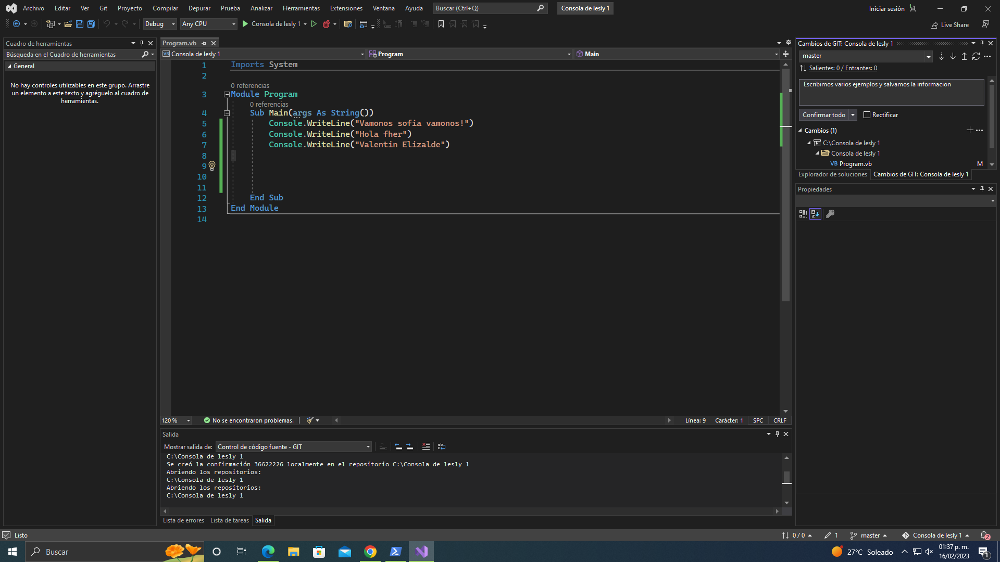 Archivo Editar Ver Git Proyecto Compilar Depurar Prueba Analizar Herramientas Extensiones Ventana Ayuda Buscar (Ctrl+Q) Consola de lesly 1 Iniciar sesión
Debug Any CPU Consola de lesly 1 Live Share
Cuadro de herramientas
Búsqueda en el Cuadro de herramientas
General
No hay controles utilizables en este grupo. Arrastre
un elemento a este texto y agréguelo al cuadro de
herramientas.
Program.vb
VB Consola de lesly 1 Program Main
1 Imports System
2
0 referencias
3 Module Program
0 referencias
4 Sub Main(args As String())
5 Console.WriteLine("Vamonos sofia vamonos!")
6 Console.WriteLine("Hola fher")
7 Console.WriteLine("Valentin Elizalde")
8
9
10
11
12 End Sub
13 End Module
14
120 % No se encontraron problemas. Línea: 9 Carácter: 1 SPC CRLF
Salida
Mostrar salida de: Control de código fuente - GIT
C:\Consola de lesly 1
Se creó la confirmación 36622226 localmente en el repositorio C:\Consola de lesly 1
Abriendo los repositorios:
C:\Consola de lesly 1
Abriendo los repositorios:
C:\Consola de lesly 1
Lista de errores Lista de tareas Salida
Cambios de GIT: Consola de lesly 1
master
Salientes: 0 / Entrantes: 0
Escribimos varios ejemplos y salvamos la informacion
Confirmar todo Rectificar
Cambios (1)
C:\Consola de lesly 1
Consola de lesly 1
VB Program.vb M
Explorador de soluciones Cambios de GIT: Consola de lesly 1
Propiedades
Listo 0 / 0 1 master Consola de lesly 1 2
Buscar 27°C Soleado 01:37 p. m.
16/02/2023 1